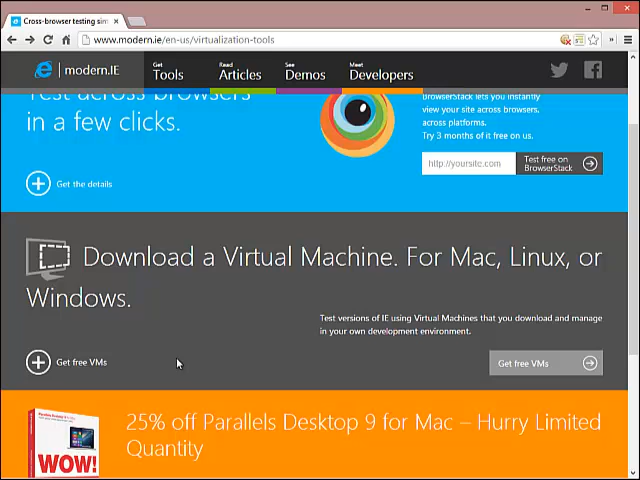 Cross-browser testing sim
www.modern.ie/en-us/virtualization-tools
modern.IE
Get
Tools
Read
Articles
See
Demos
Meet
Developers
Test across browsers
in a few clicks.
BrowserStack lets you instantly
view your site across browsers,
across platforms.
Try 3 months of it free on us.
http://yoursite.com
Test free on
BrowserStack
Get the details
Download a Virtual Machine. For Mac, Linux, or
Windows.
Test versions of IE using Virtual Machines that you download and manage
in your own development environment.
Get free VMs
Get free VMs
25% off Parallels Desktop 9 for Mac – Hurry Limited
Quantity
WOW!